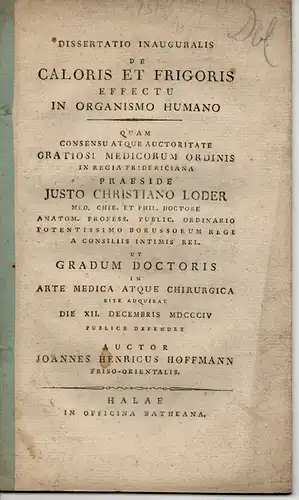 DISSERTATIO INAUGURALIS
DE
CALORIS ET FRIGORIS
EFFECTU
IN ORGANISMO HUMANO
QUAM
CONSENSU ATQUE AUCTORITATE
GRATIOSI MEDICORUM ORDINIS
IN REGIA FRIDERICIANA
PRAESIDE
JUSTO CHRISTIANO LODER
MED. CHIR. ET PHIL. DOCTORE
ANATOM. PROFESS. PUBLIC. ORDINARIO
POTENTISSIMO BORUSSORUM REGE
A CONSILIIS INTIMIS REL.
UT
GRADUM DOCTORIS
IN
ARTE MEDICA ATQUE CHIRURGICA
RITE ADQUIRAT
DIE XII. DECEMBRIS MDCCCIV
PUBLICE DEFENDET
AUCTOR
JOANNES HENRICUS HOFFMANN
FRISO-ORIENTALIS.
HALAE
IN OFFICINA BATHEANA.